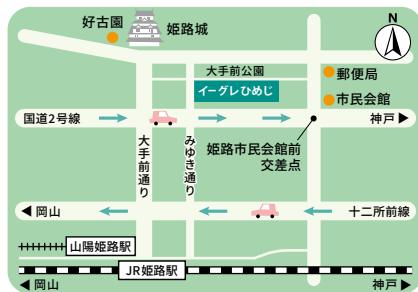 好古園
姫路城
N
大手前公園
郵便局
イーグレひめじ
市民会館
国道2号線
神戸▶
大手前通り
みゆき通り
姫路市民会館前
交差点
◀岡山
十二所前線
山陽姫路駅
JR姫路駅
◀岡山
神戸▶